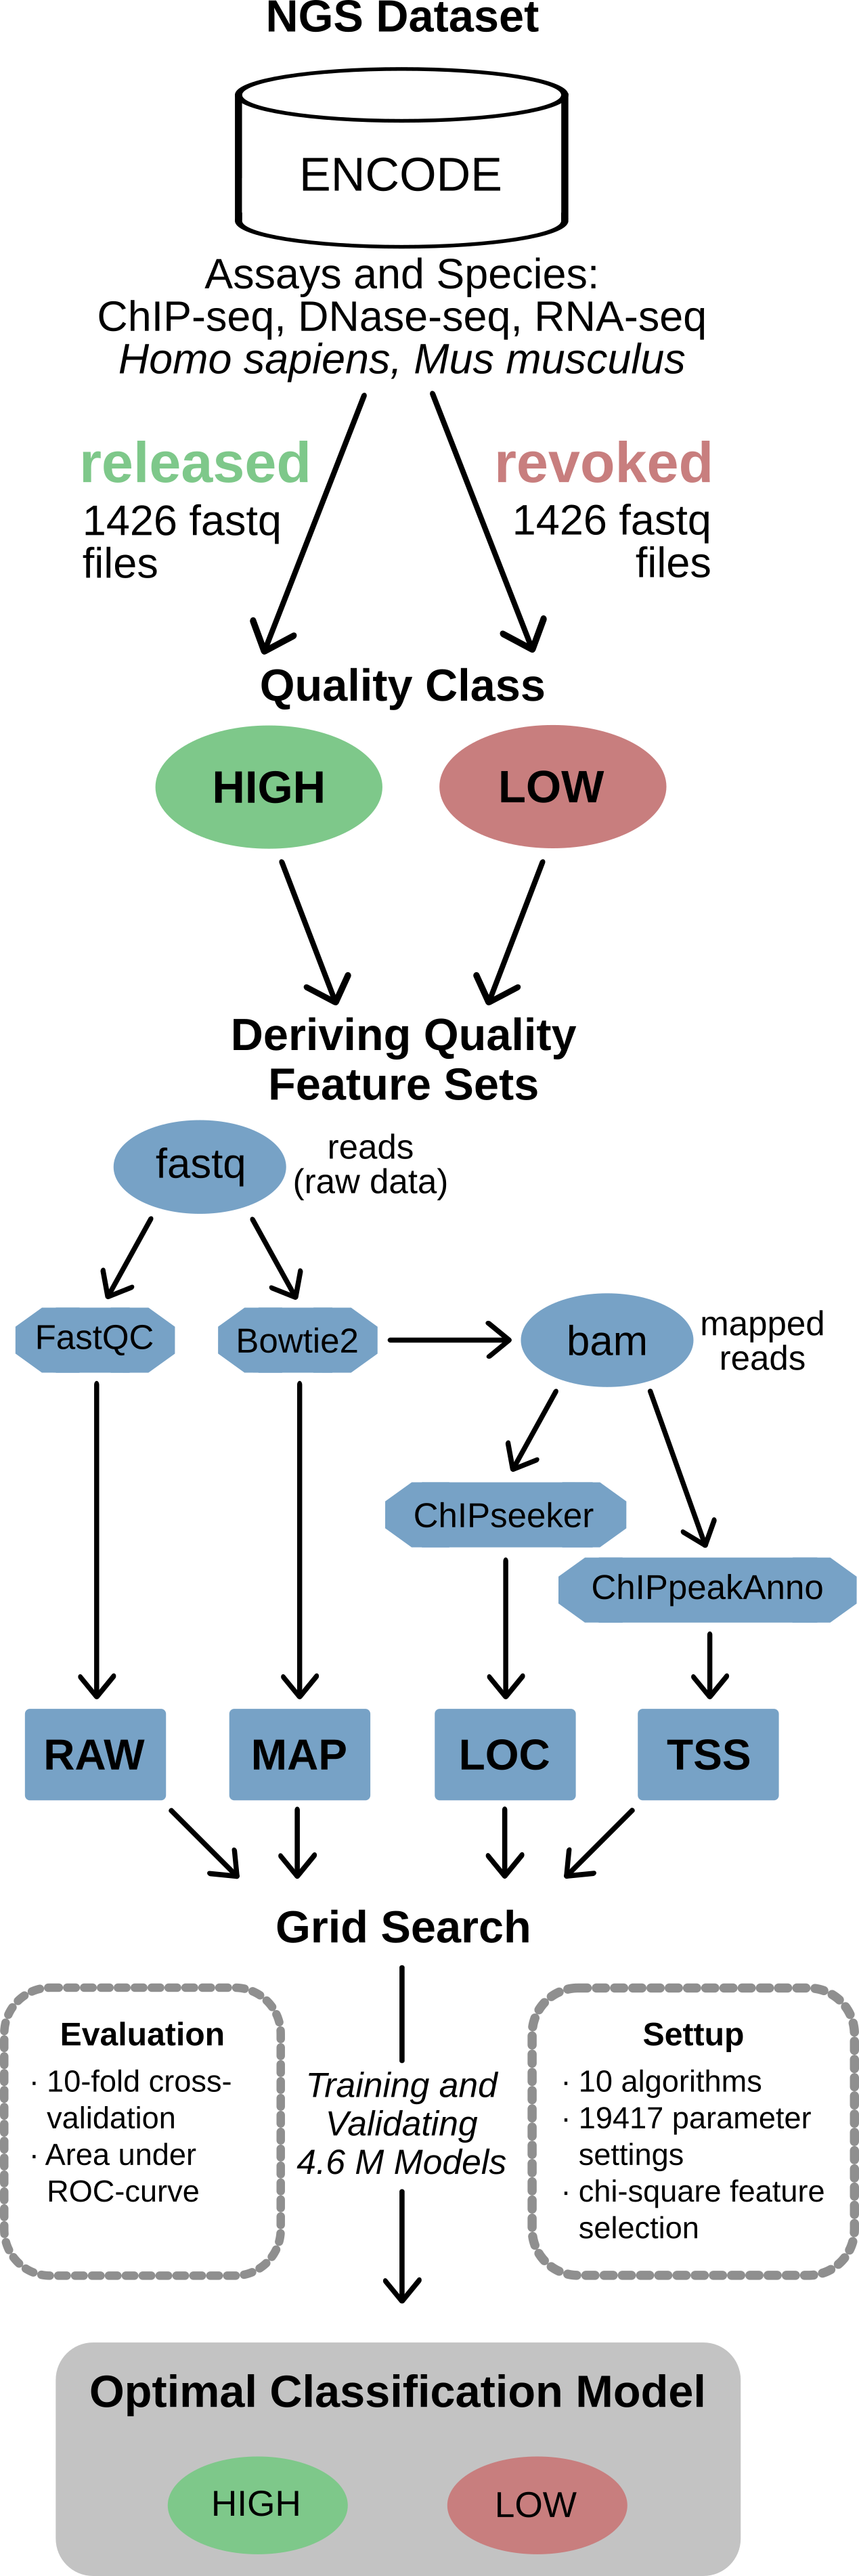 NGS Dataset
ENCODE
Assays and Species:
ChIP-seq, DNase-seq, RNA-seq
Homo sapiens, Mus musculus
released
1426 fastq
files
revoked
1426 fastq
files
Quality Class
HIGH
LOW
Deriving Quality
Feature Sets
fastq
reads
(raw data)
FastQC
Bowtie2
bam
mapped
reads
ChIPseeker
ChIPpeakAnno
RAW
MAP
LOC
TSS
Grid Search
Evaluation
· 10-fold cross-
validation
· Area under
ROC-curve
Training and
Validating
4.6 M Models
Settup
· 10 algorithms
· 19417 parameter
settings
· chi-square feature
selection
Optimal Classification Model
HIGH
LOW